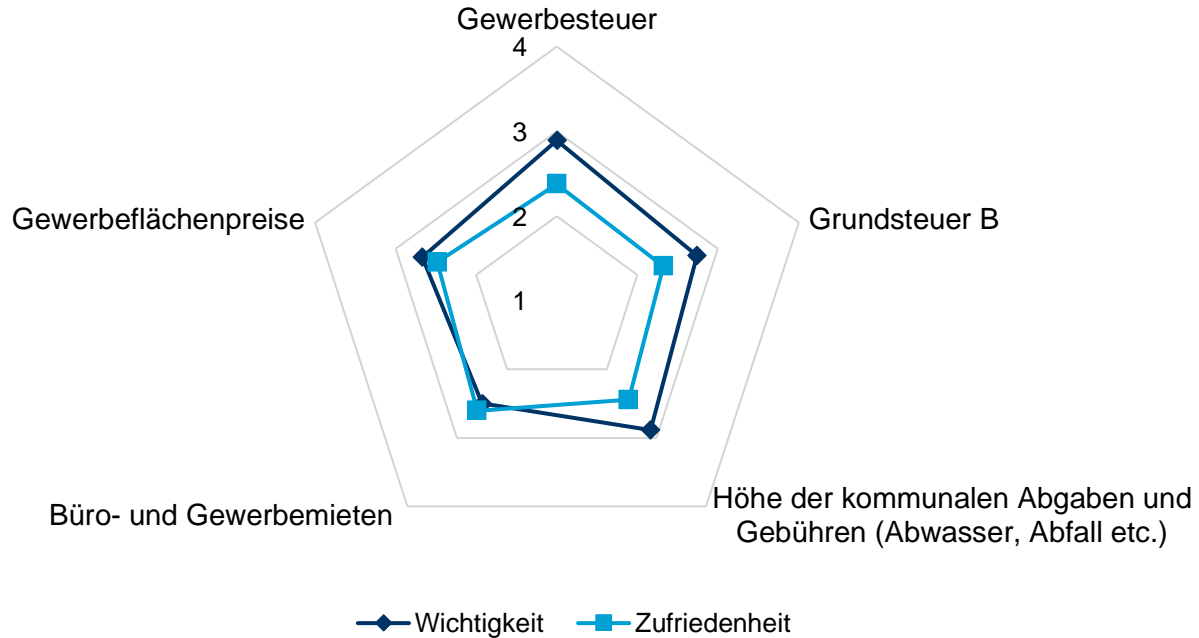 Gewerbesteuer
4
3
2
1
Grundsteuer B
Höhe der kommunalen Abgaben und
Gebühren (Abwasser, Abfall etc.)
Büro- und Gewerbemieten
Gewerbeflächenpreise
Wichtigkeit
Zufriedenheit